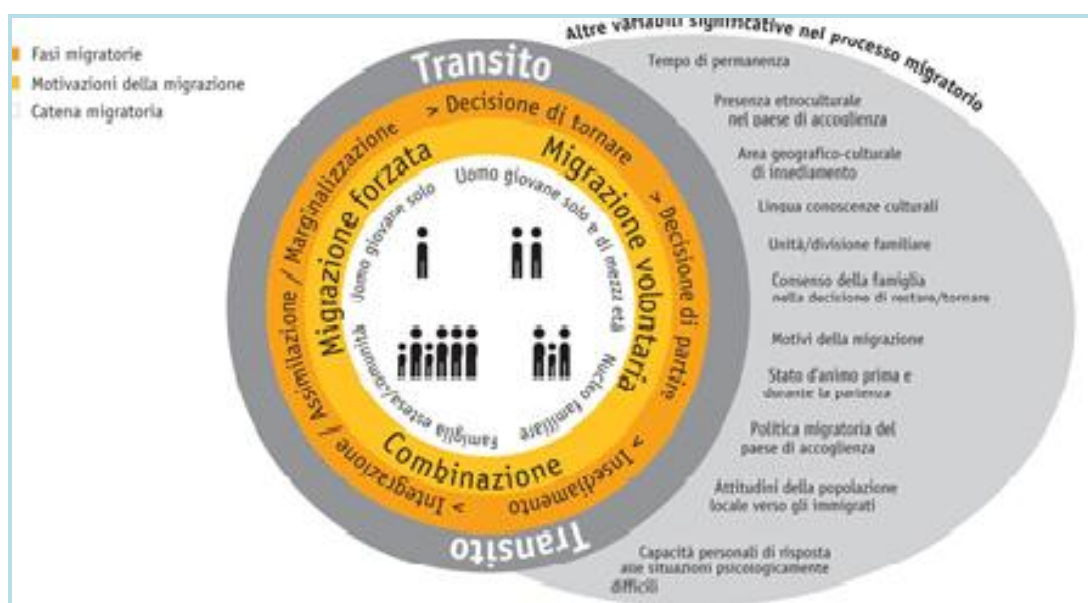 Fasi migratorie
Motivazioni della migrazione
Catena migratoria
Altre variabili significative nel processo migratorio
Transito
> Decisione di tornare
> Decisione di partire
> Insediamento
> Integrazione / Assimilazione / Marginalizzazione
Migrazione forzata
Migrazione volontaria
Combinazione
Uomo giovane solo
Uomo giovane solo e di mezza età
Nucleo familiare
Famiglia estesa/comunità
Transito
Tempo di permanenza
Presenza etnoculturale
nel paese di accoglienza
Area geografico-culturale
di insediamento
Lingua conoscenze culturali
Unità/divisione familiare
Consenso della famiglia
nella decisione di restare/tornare
Motivi della migrazione
Stato d'animo prima e
durante la partenza
Politica migratoria del
paese di accoglienza
Attitudini della popolazione
locale verso gli immigrati
Capacità personali di risposta
alle situazioni psicologicamente
difficili